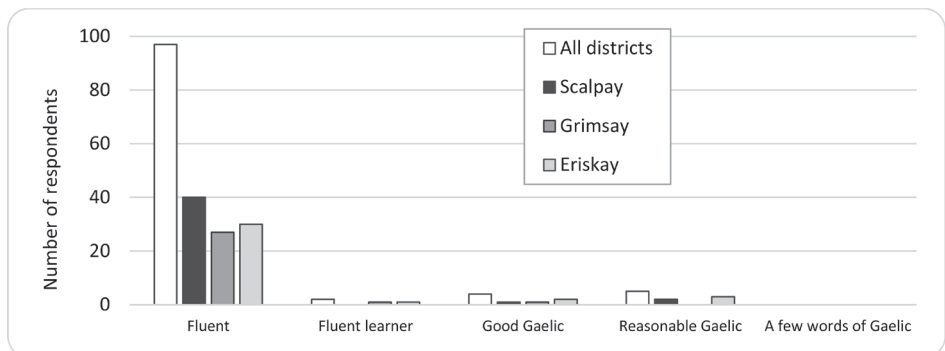 Number of respondents
100
80
60
40
20
0
All districts
Scalpay
Grimsay
Eriskay
Fluent
Fluent learner
Good Gaelic
Reasonable Gaelic
A few words of Gaelic